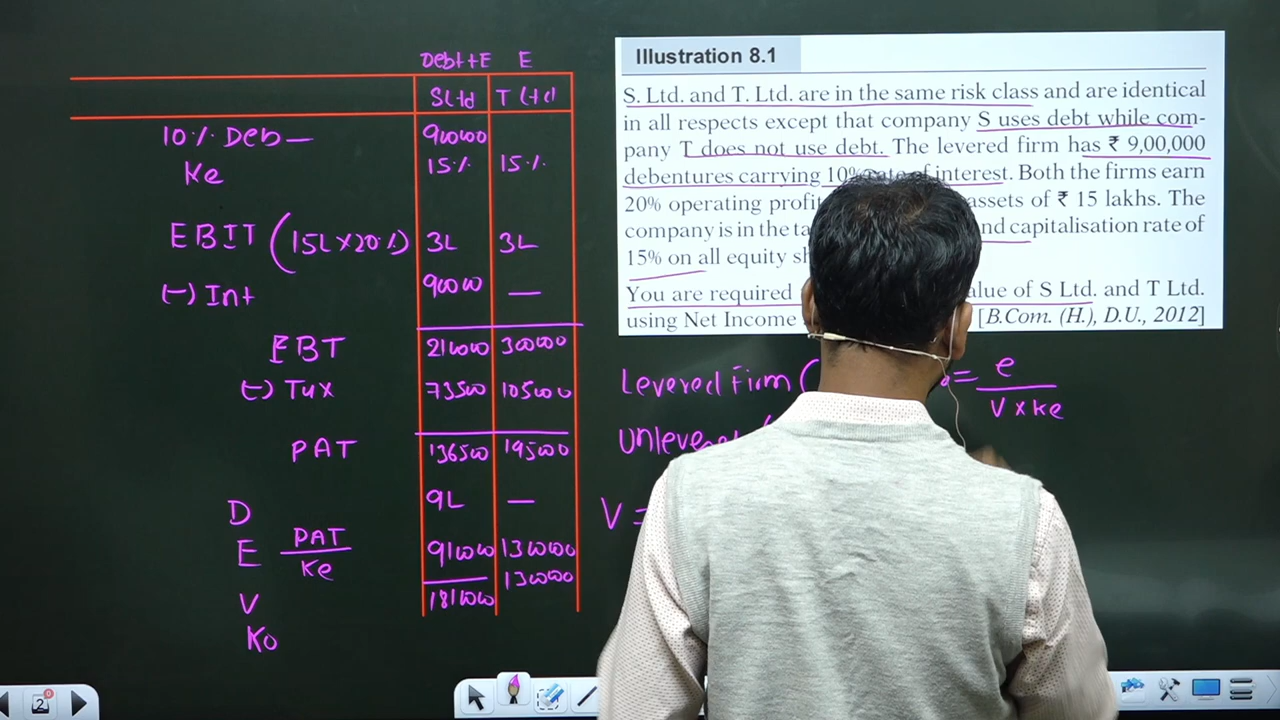 Debt+E E
S Ltd T Ltd
10% Deb — 900000
Ke 15% 15%
EBIT (15L×20%) 3L 3L
(-) Int 90000 —
EBT 210000 300000
(-) Tax 73500 105000
PAT 136500 195000
D 9L —
E PAT/Ke 910000 1300000
V 1810000 1300000
Ko
Illustration 8.1
S. Ltd. and T. Ltd. are in the same risk class and are identical
in all respects except that company S uses debt while com-
pany T does not use debt. The levered firm has ₹ 9,00,000
debentures carrying 10% rate of interest. Both the firms earn
20% operating profit assets of ₹ 15 lakhs. The
company is in the ta nd capitalisation rate of
15% on all equity sh
You are required alue of S Ltd. and T Ltd.
using Net Income [B.Com. (H.), D.U., 2012]
Levered Firm ( = e / V × Ke
Unlevere
V =
2
0